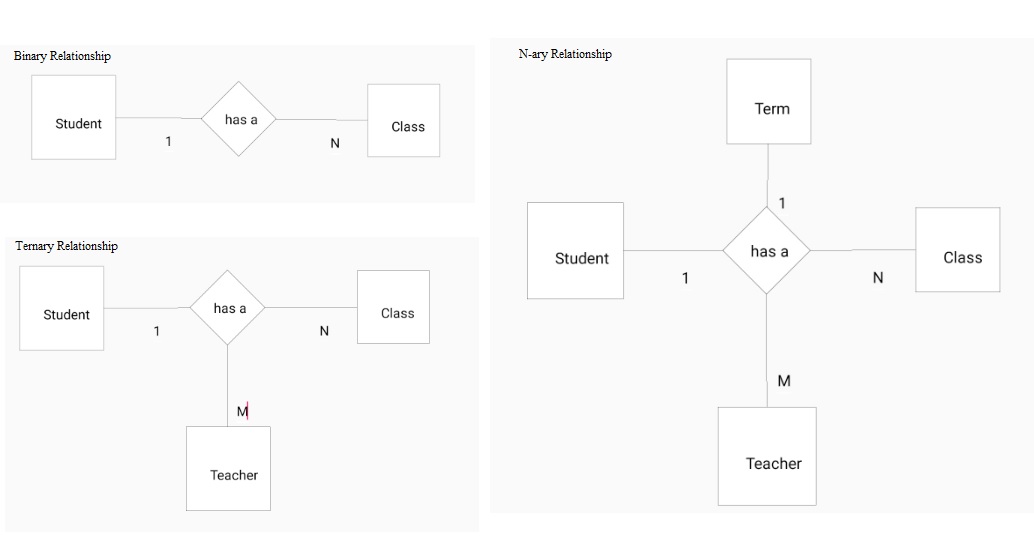 Binary Relationship
Student
has a
Class
1
N
Ternary Relationship
Student
has a
Class
1
N
M
Teacher
N-ary Relationship
Term
1
Student
has a
Class
1
N
M
Teacher